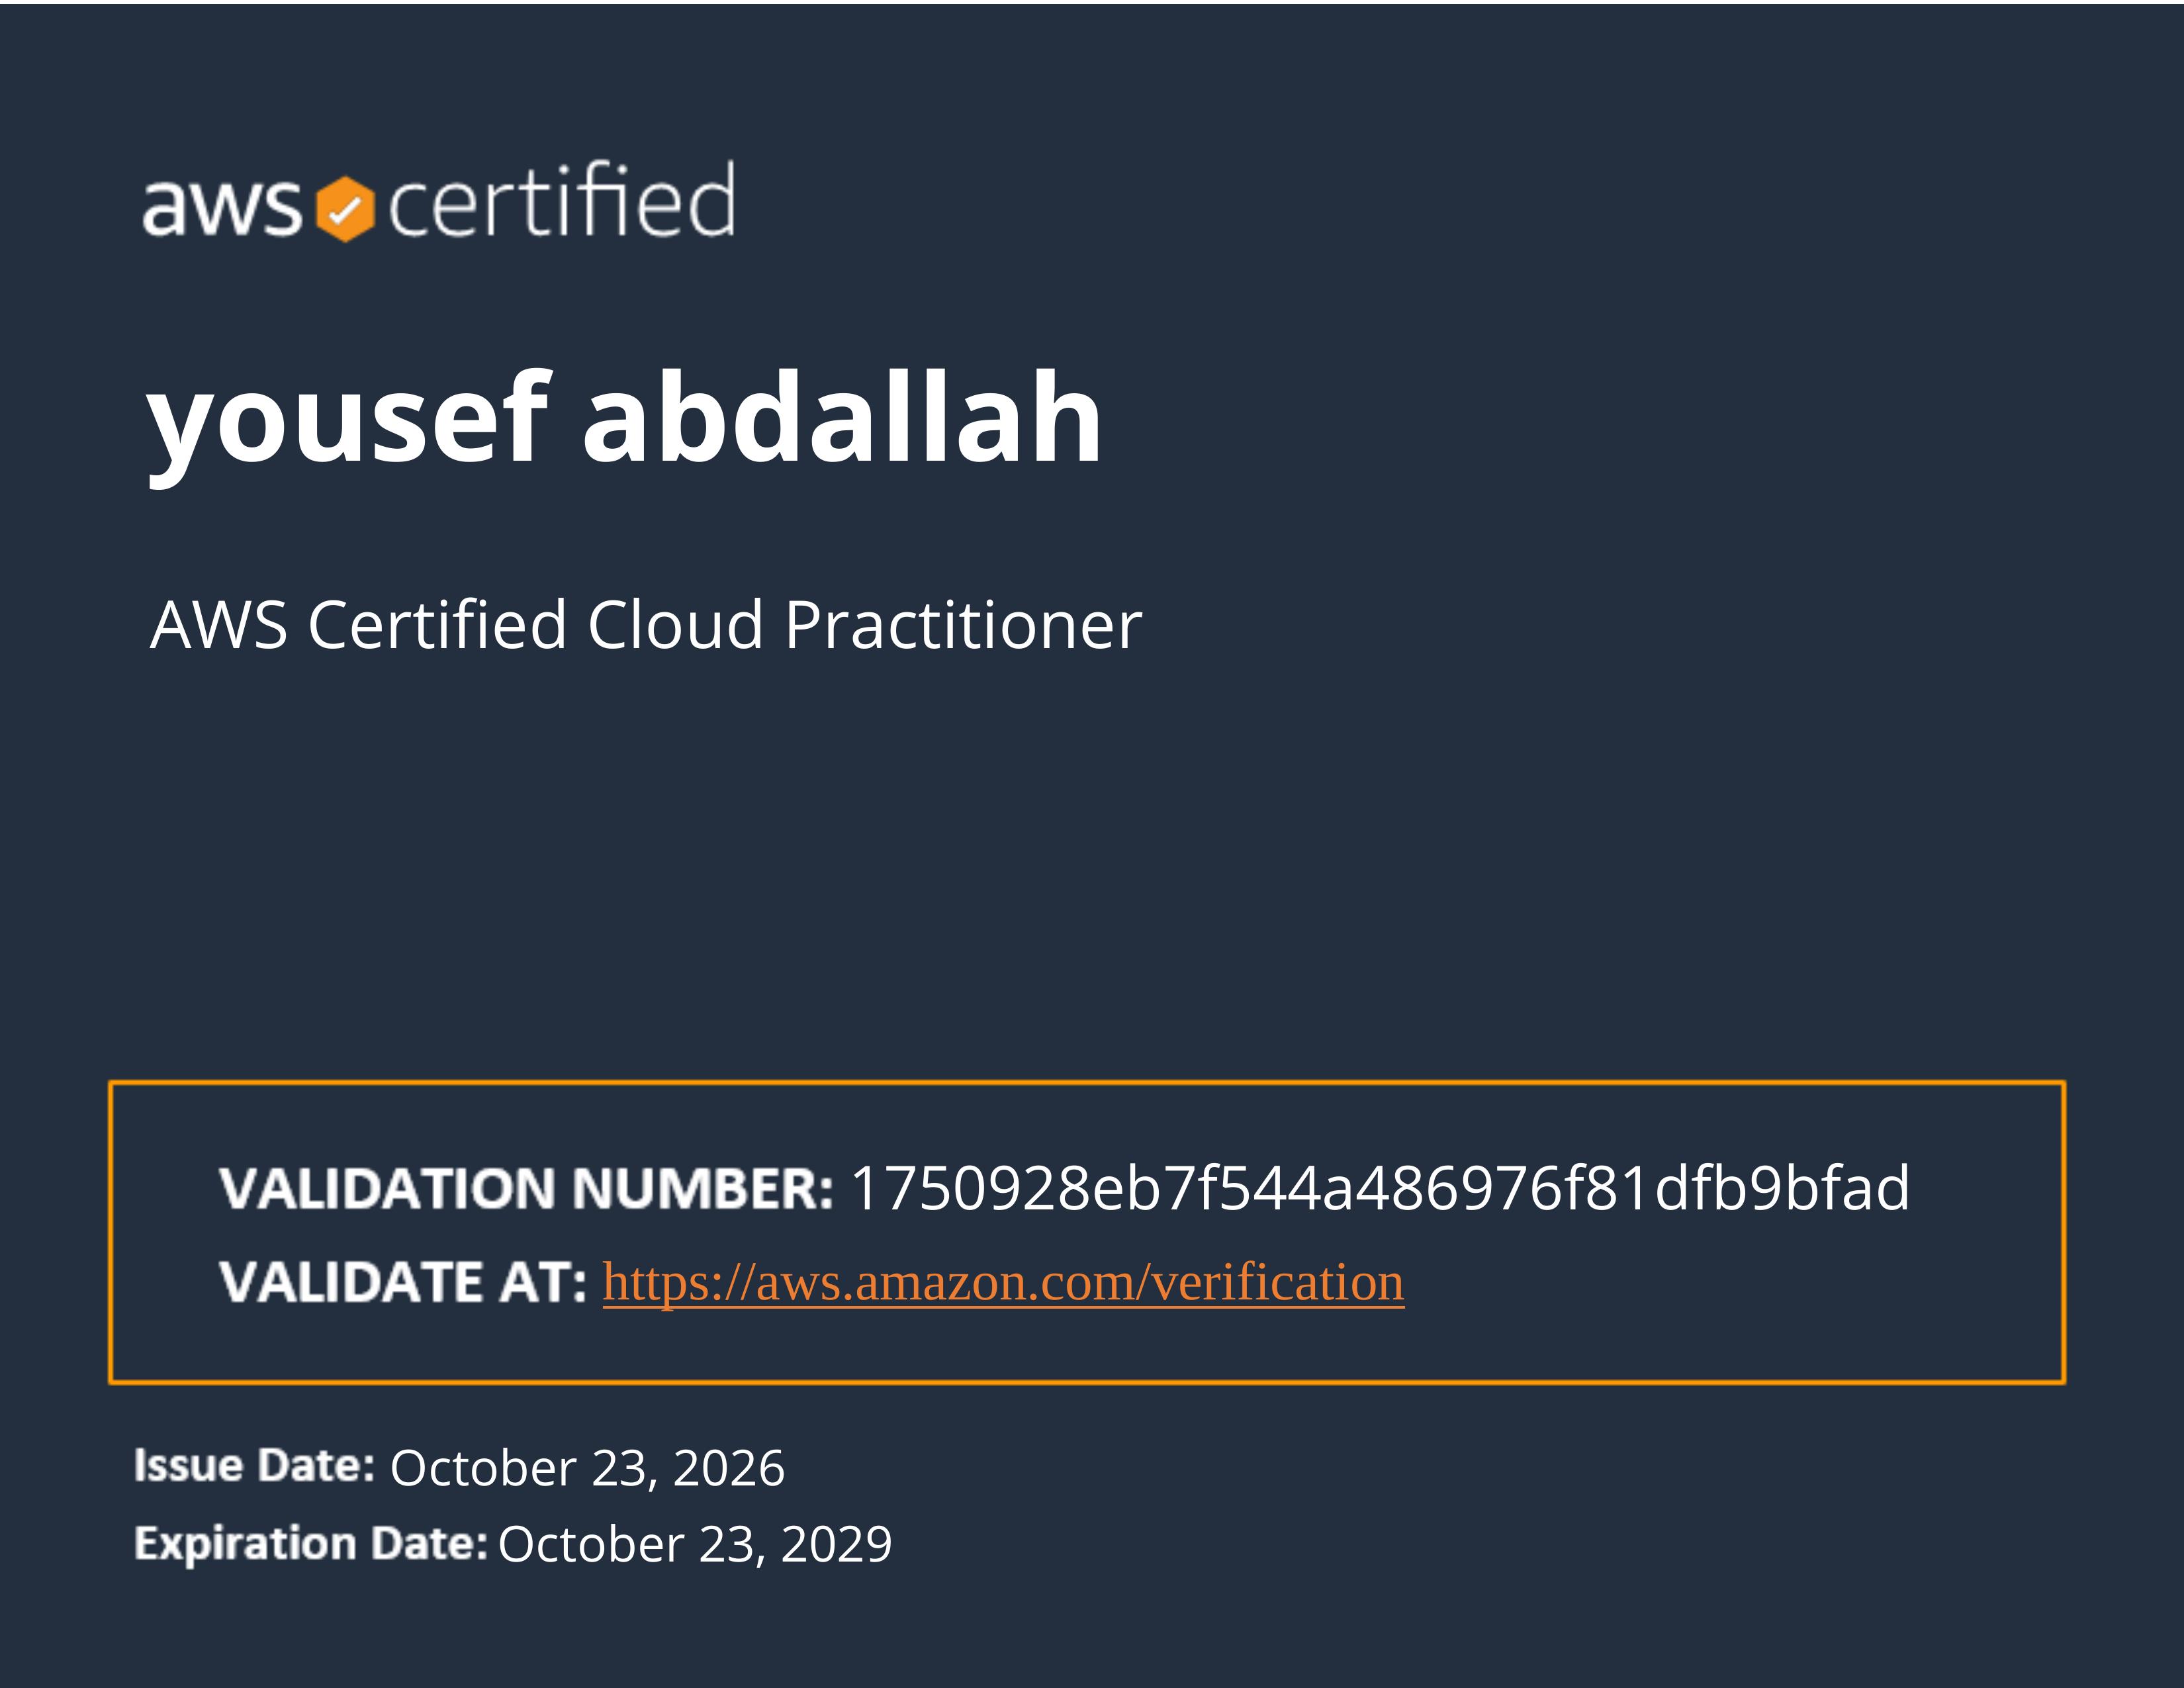 aws certified
yousef abdallah
AWS Certified Cloud Practitioner
VALIDATION NUMBER: 1750928eb7f544a486976f81dfb9bfad
VALIDATE AT: https://aws.amazon.com/verification
Issue Date: October 23, 2026
Expiration Date: October 23, 2029